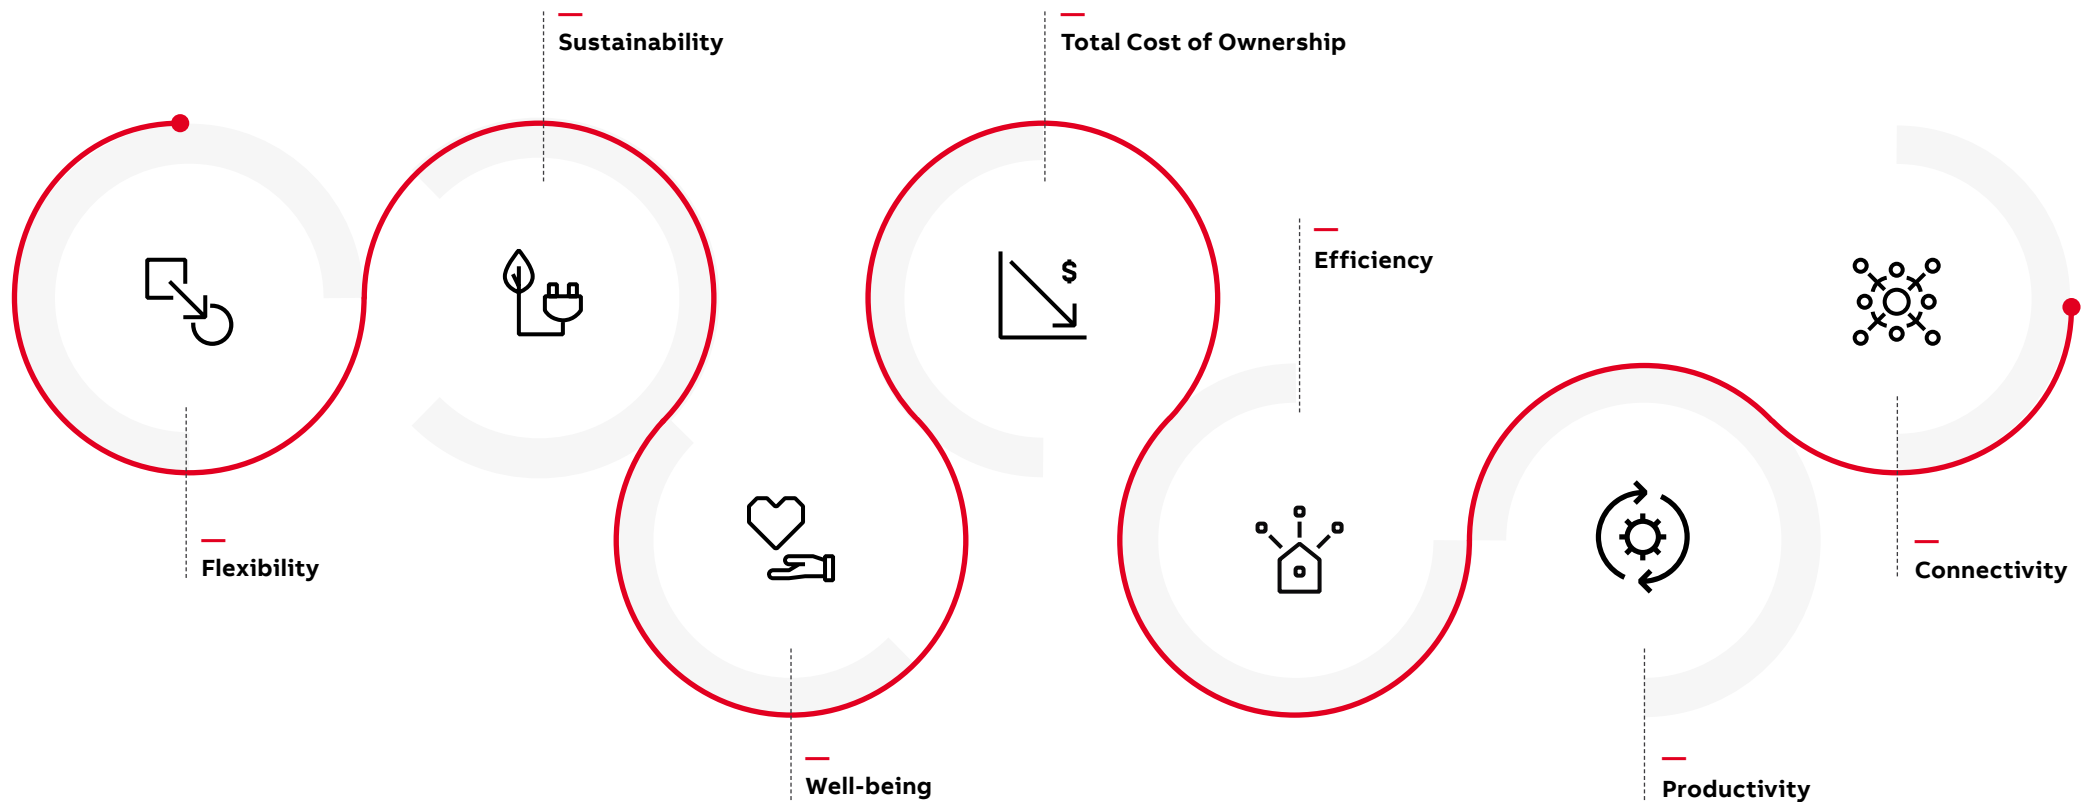 Sustainability
Total Cost of Ownership
$
Efficiency
Flexibility
Connectivity
Well-being
Productivity